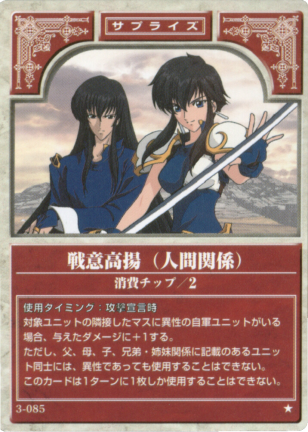 サプライズ
戦意高揚（人間関係）
消費チップ／2
使用タイミング：攻撃宣言時
対象ユニットの隣接したマスに異性の自軍ユニットがいる
場合、与えたダメージに＋1する。
ただし、父、母、子、兄弟・姉妹関係に記載のあるユニッ
ト同士には、異性であっても使用することはできない。
このカードは1ターンに1枚しか使用することはできない。
3-085
★